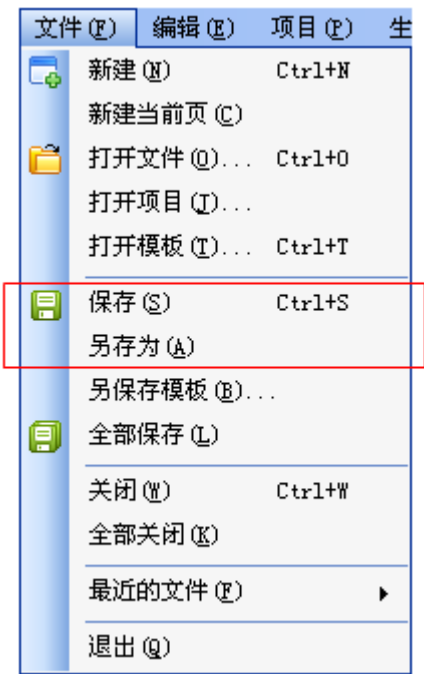 文件(F) 编辑(E) 项目(P) 生
新建(N) Ctrl+N
新建当前页(C)
打开文件(O)... Ctrl+O
打开项目(J)...
打开模板(T)... Ctrl+T
保存(S) Ctrl+S
另存为(A)
另保存模板(B)...
全部保存(L)
关闭(W) Ctrl+W
全部关闭(K)
最近的文件(F)
退出(Q)